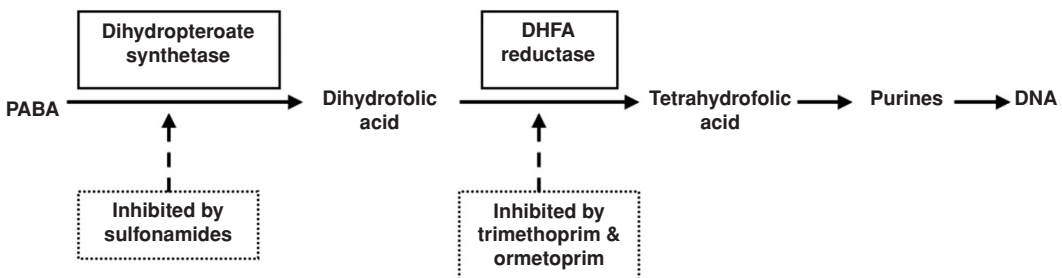 Dihydropteroate
synthetase
DHFA
reductase
PABA
Dihydrofolic
acid
Tetrahydrofolic
acid
Purines
DNA
Inhibited by
sulfonamides
Inhibited by
trimethoprim &
ormetoprim